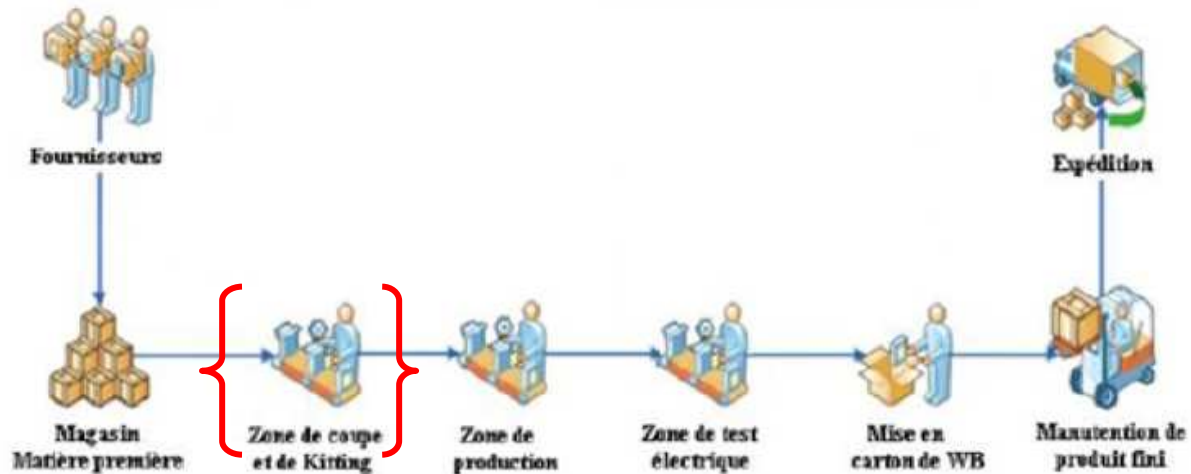 Fournisseurs
Expédition
Magasin
Matière première
Zone de coupe
et de Kitting
Zone de
production
Zone de test
électrique
Mise en
carton de WB
Manutention de
produit fini